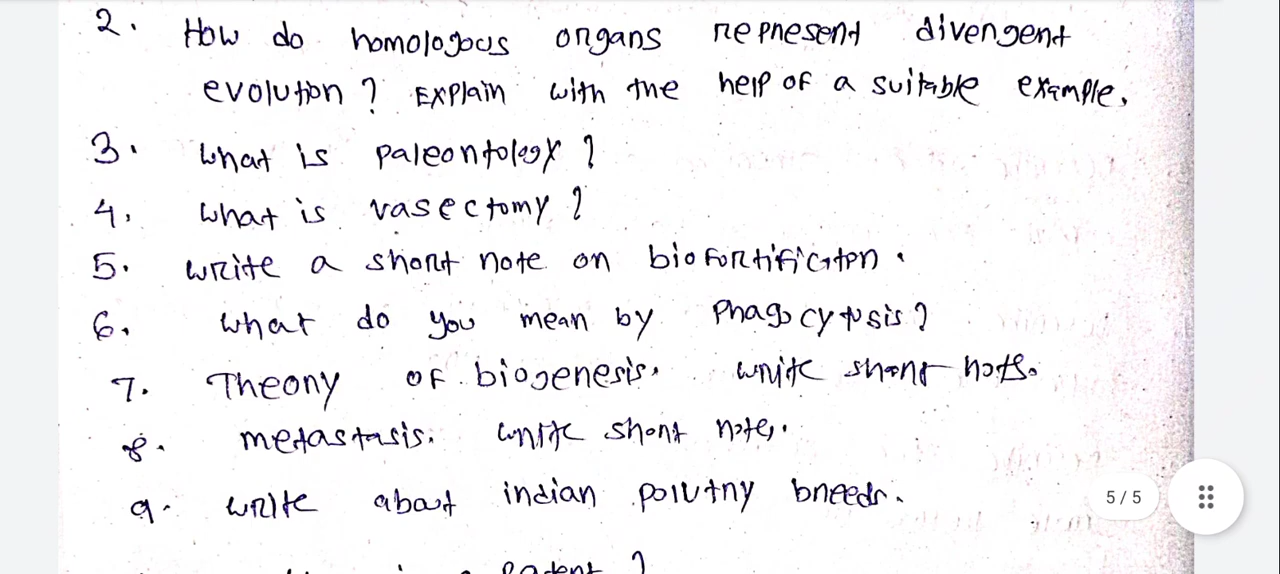 2. How do homologous organs represent divergent
evolution? Explain with the help of a suitable example.
3. What is paleontology?
4. What is vasectomy?
5. Write a short note on biofortification.
6. What do you mean by Phagocytosis?
7. Theory of biogenesis. write short nots.
8. metastasis. write short note.
9. write about indian poultry breeds.
5/5